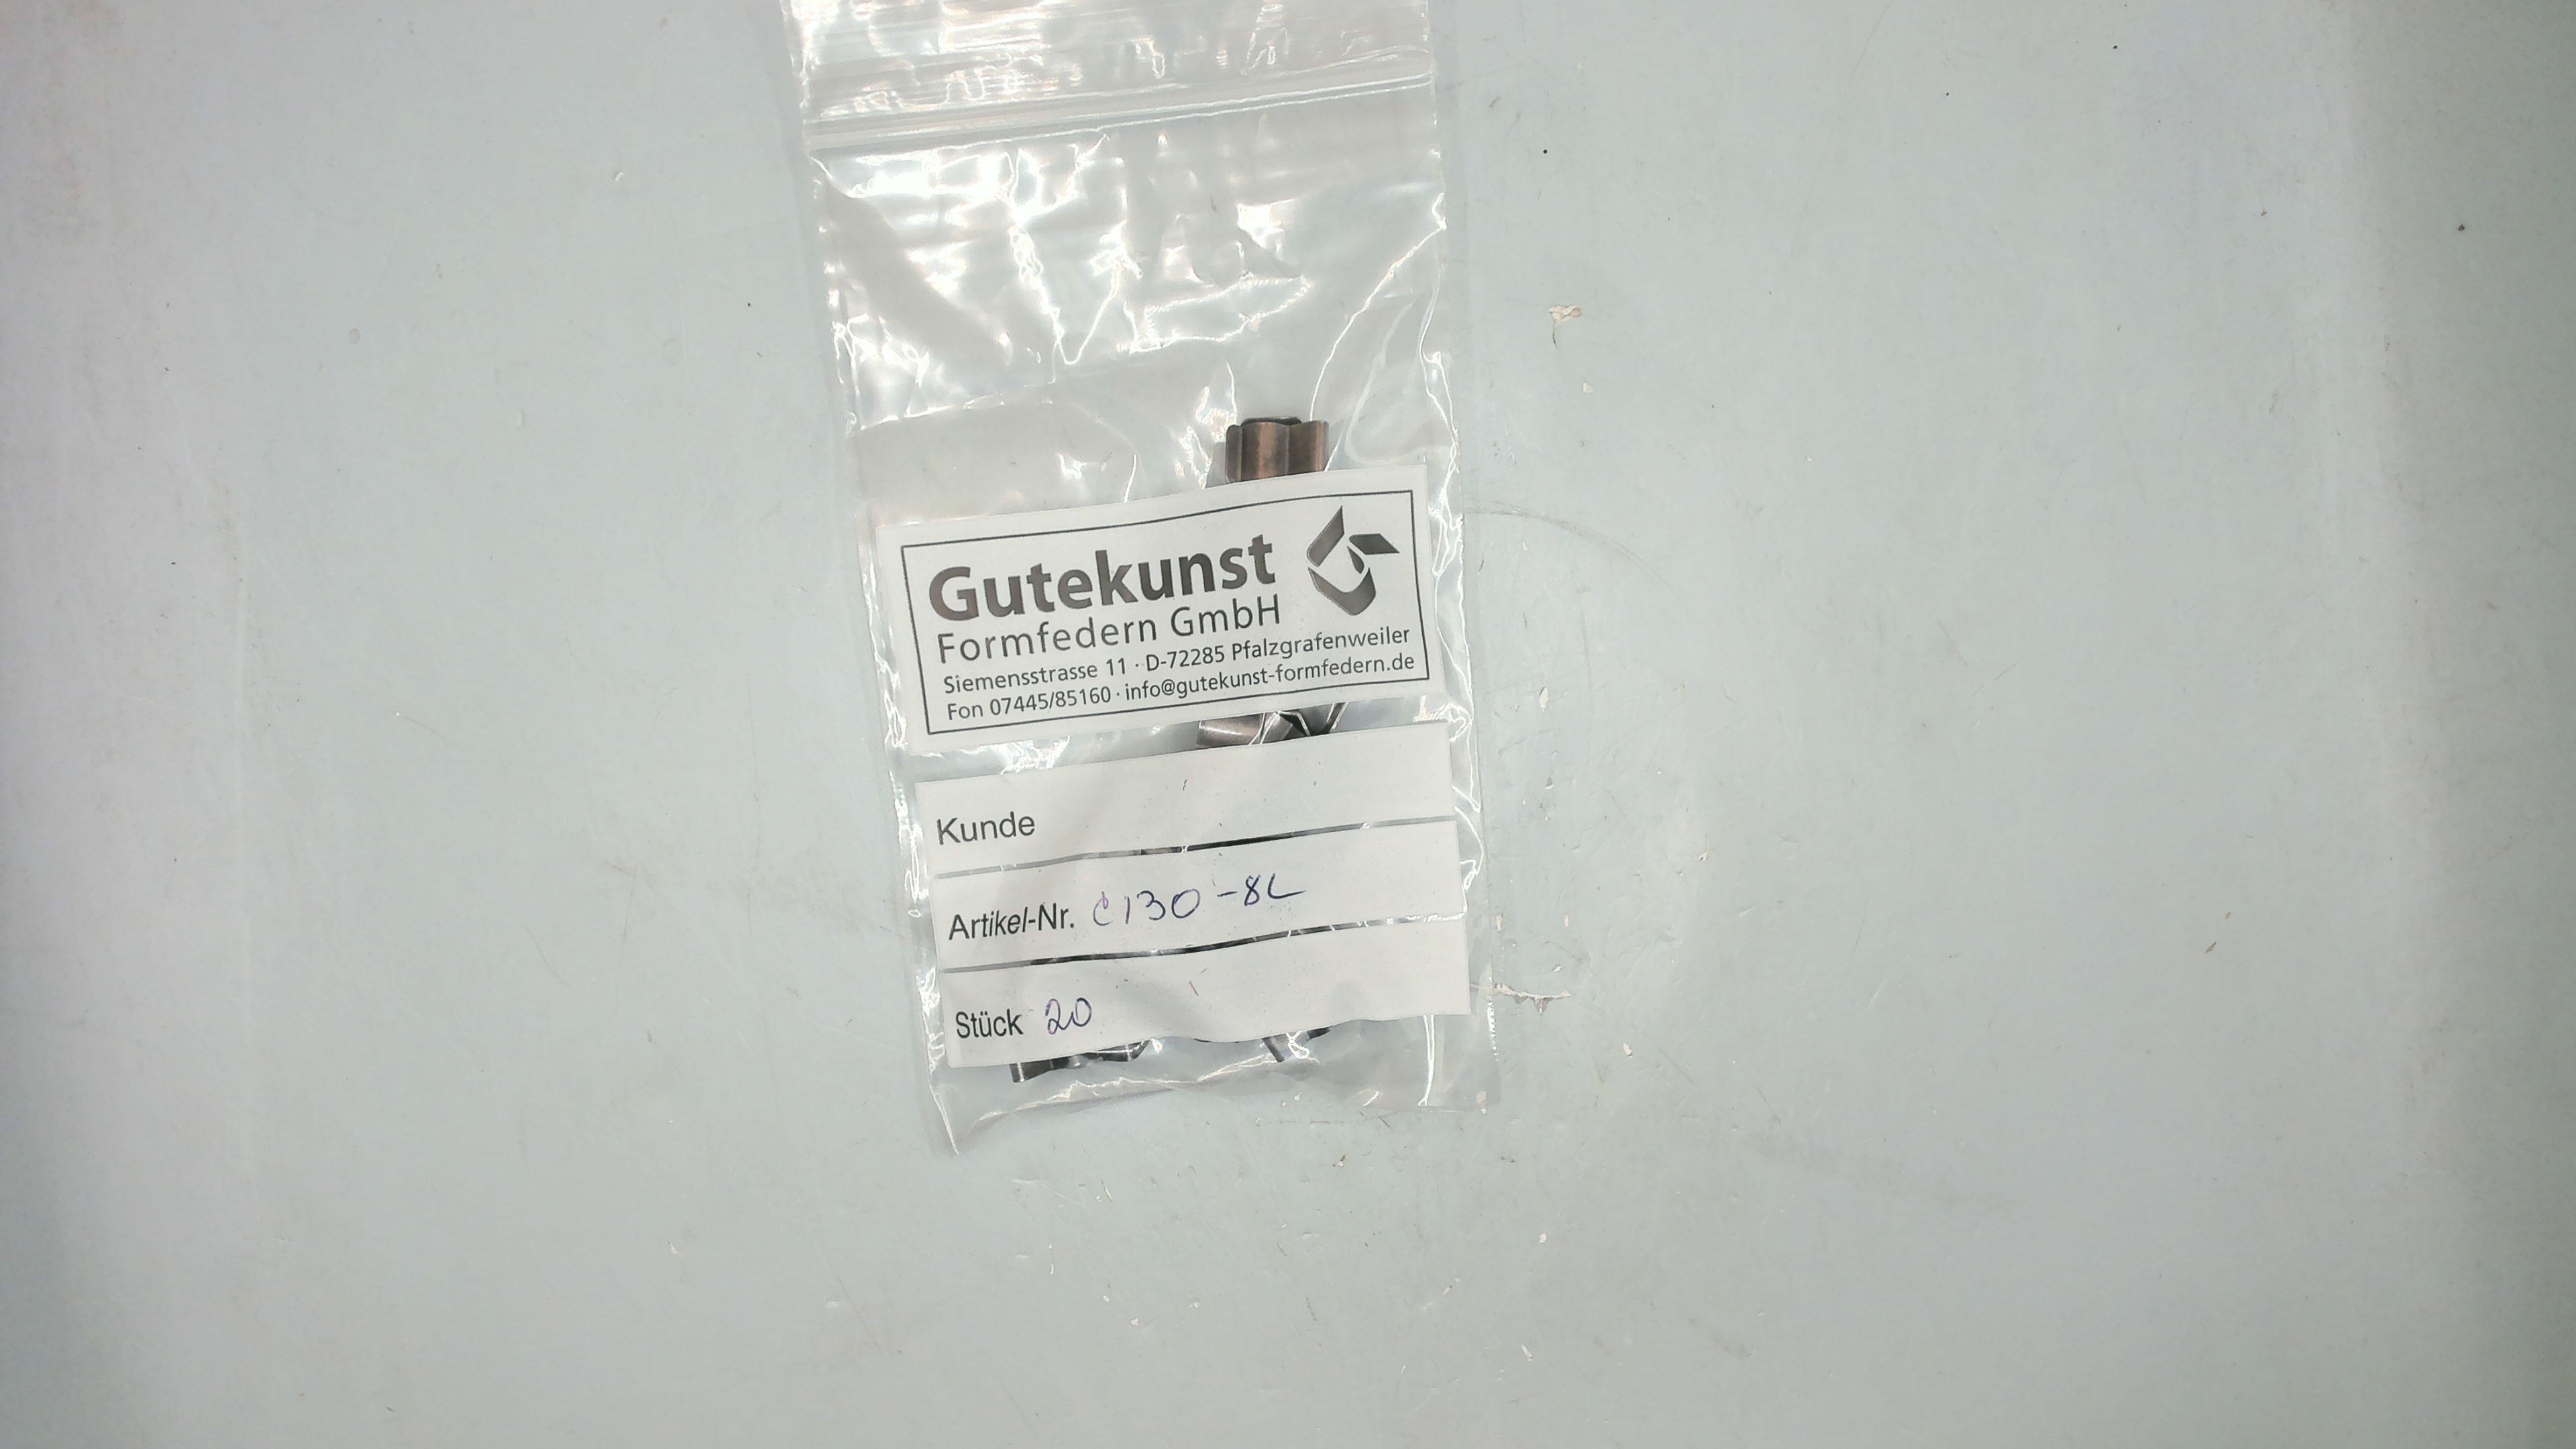 Gutekunst
Formfedern GmbH
Siemensstrasse 11 · D-72285 Pfalzgrafenweiler
Fon 07445/85160 · info@gutekunst-formfedern.de
Kunde
Artikel-Nr. C130-8L
Stück 20